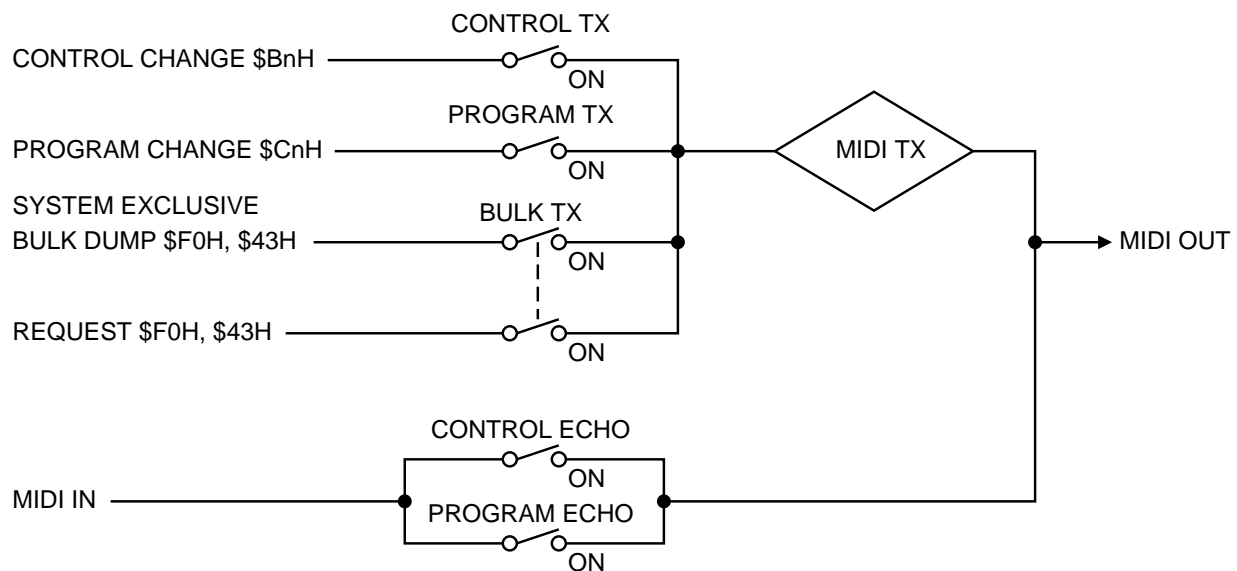 CONTROL TX
CONTROL CHANGE $BnH
ON
PROGRAM TX
PROGRAM CHANGE $CnH
ON
MIDI TX
SYSTEM EXCLUSIVE
BULK DUMP $F0H, $43H
BULK TX
ON
MIDI OUT
REQUEST $F0H, $43H
ON
CONTROL ECHO
ON
MIDI IN
PROGRAM ECHO
ON